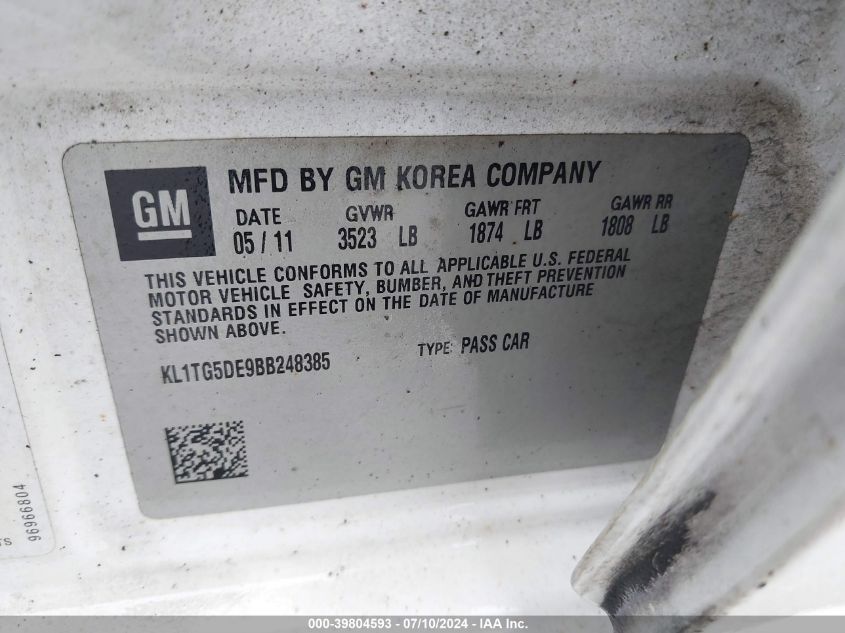 GM
MFD BY GM KOREA COMPANY
DATE GVWR GAWR FRT GAWR RR
05 / 11 3523 LB 1874 LB 1808 LB
THIS VEHICLE CONFORMS TO ALL APPLICABLE U.S. FEDERAL
MOTOR VEHICLE SAFETY, BUMBER, AND THEFT PREVENTION
STANDARDS IN EFFECT ON THE DATE OF MANUFACTURE
SHOWN ABOVE.
KL1TG5DE9BB248385 TYPE: PASS CAR
96966804
000-39804593 - 07/10/2024 - IAA Inc.